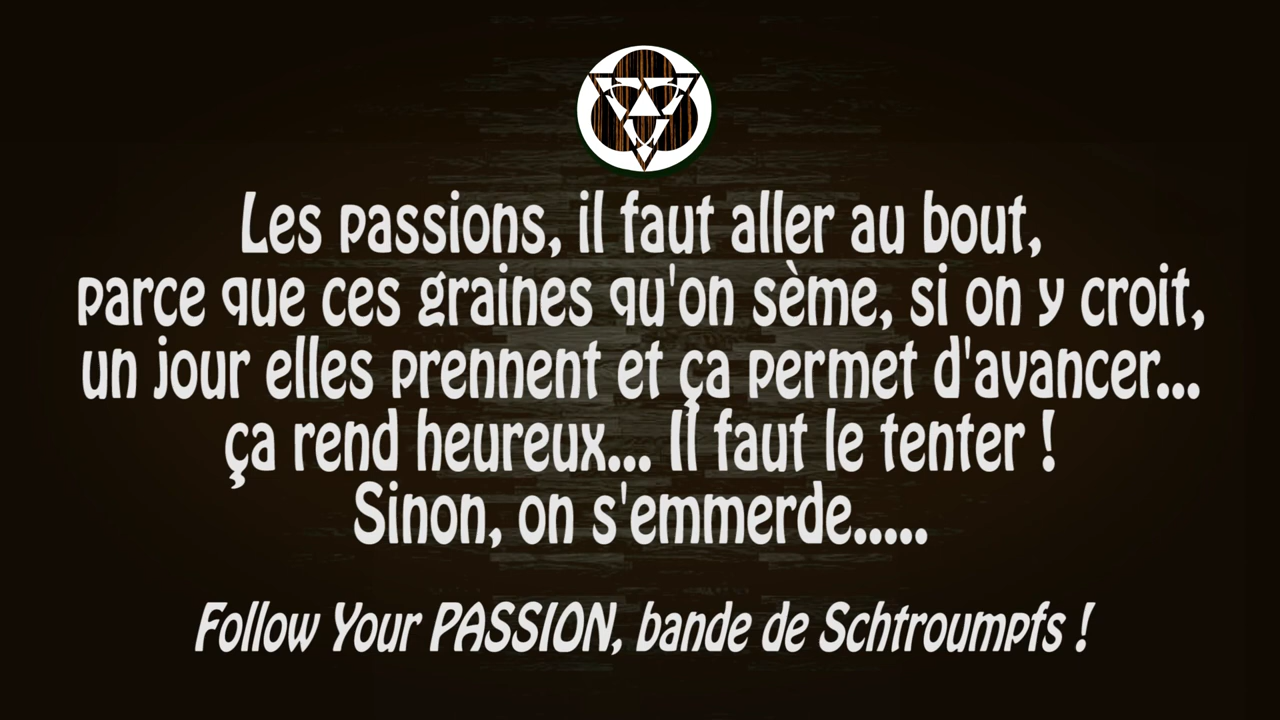 Les passions, il faut aller au bout,
parce que ces graines qu'on sème, si on y croit,
un jour elles prennent et ça permet d'avancer...
ça rend heureux... Il faut le tenter !
Sinon, on s'emmerde.....
Follow Your PASSION, bande de Schtroumpfs !